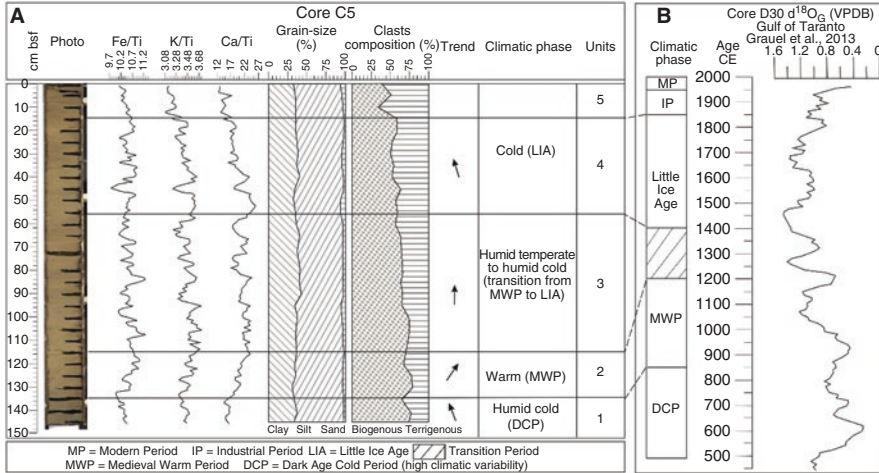 A
Core C5
cm bsf
Photo
Fe/Ti
9.7 10.2 10.7 11.2
K/Ti
3.08 3.28 3.48 3.68
Ca/Ti
12 17 22 27
Grain-size (%)
0 25 50 75 100
Clasts composition (%)
0 25 50 75 100
Trend
Climatic phase
Units
0
10
20
30
40
50
60
70
80
90
100
110
120
130
140
150
5
Cold (LIA)
4
Humid temperate
to humid cold
(transition from
MWP to LIA)
3
Warm (MWP)
2
Humid cold
(DCP)
1
Clay Silt Sand
Biogenous Terrigenous
MP = Modern Period IP = Industrial Period LIA = Little Ice Age Transition Period
MWP = Medieval Warm Period DCP = Dark Age Cold Period (high climatic variability)
B
Core D30 d18OG (VPDB)
Gulf of Taranto
Grauel et al., 2013
Climatic phase
Age CE
1.6 1.2 0.8 0.4 0
MP
IP
Little
Ice
Age
MWP
DCP
2000
1900
1800
1700
1600
1500
1400
1300
1200
1100
1000
900
800
700
600
500